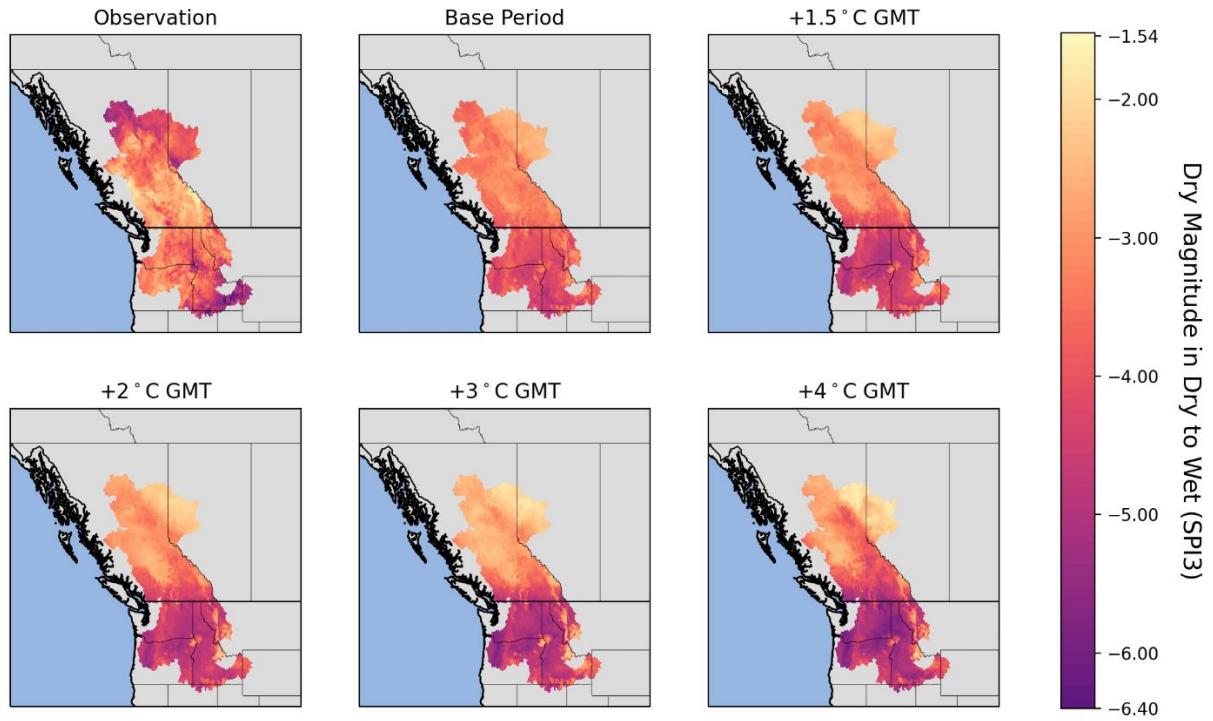 Observation
Base Period
+1.5°C GMT
+2°C GMT
+3°C GMT
+4°C GMT
−1.54
−2.00
−3.00
−4.00
−5.00
−6.00
−6.40
Dry Magnitude in Dry to Wet (SPI3)